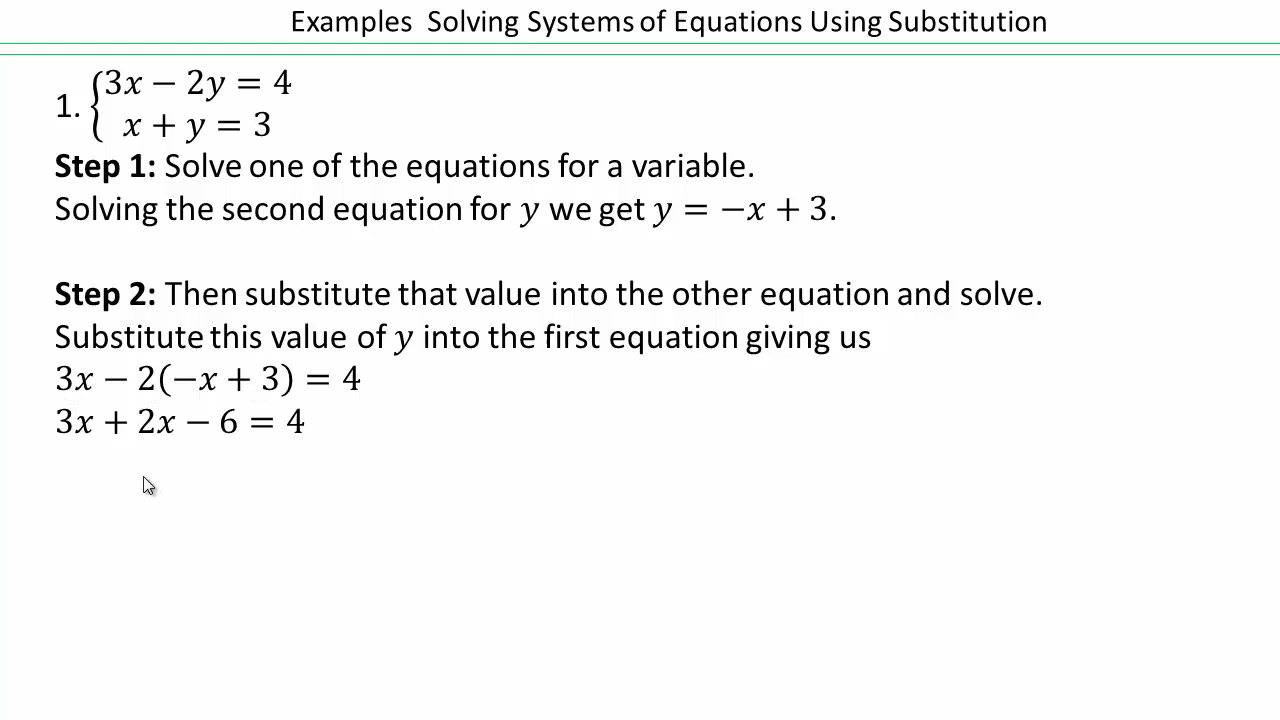 Examples  Solving Systems of Equations Using Substitution
1. {3x − 2y = 4
x + y = 3
Step 1: Solve one of the equations for a variable.
Solving the second equation for y we get y = −x + 3.
Step 2: Then substitute that value into the other equation and solve.
Substitute this value of y into the first equation giving us
3x − 2(−x + 3) = 4
3x + 2x − 6 = 4